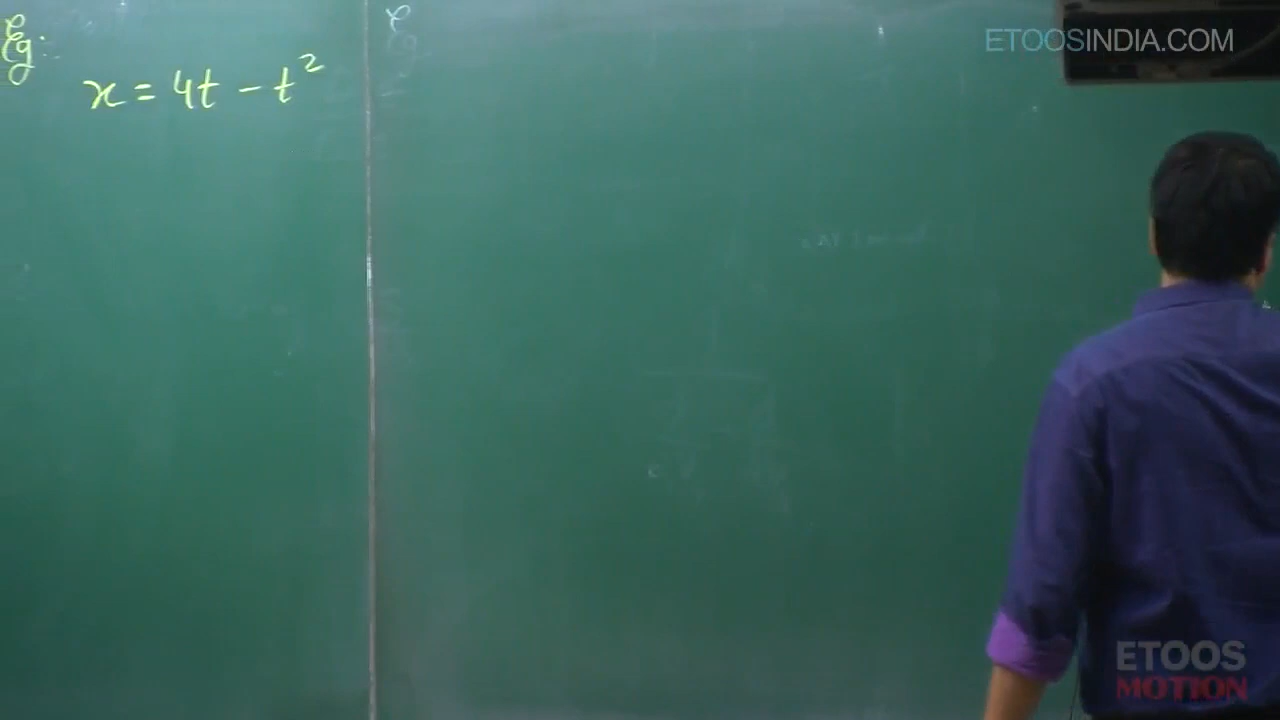 Eg:
x = 4t - t²
ETOOSINDIA.COM
ETOOS
MOTION